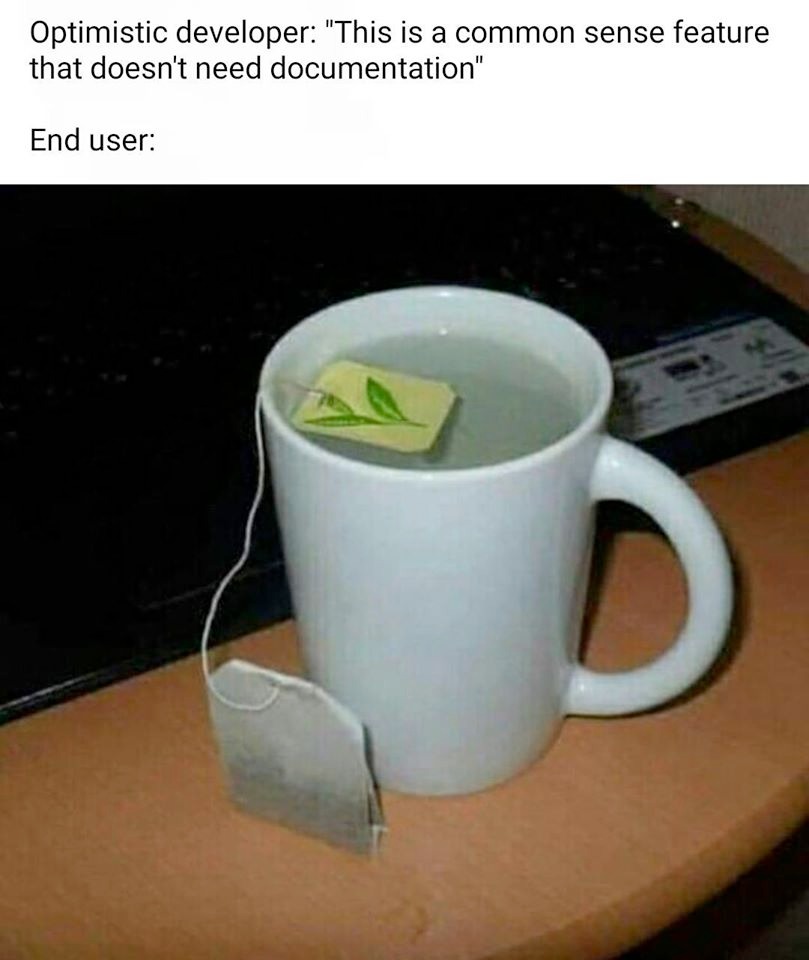 Optimistic developer: "This is a common sense feature
that doesn't need documentation"
End user: